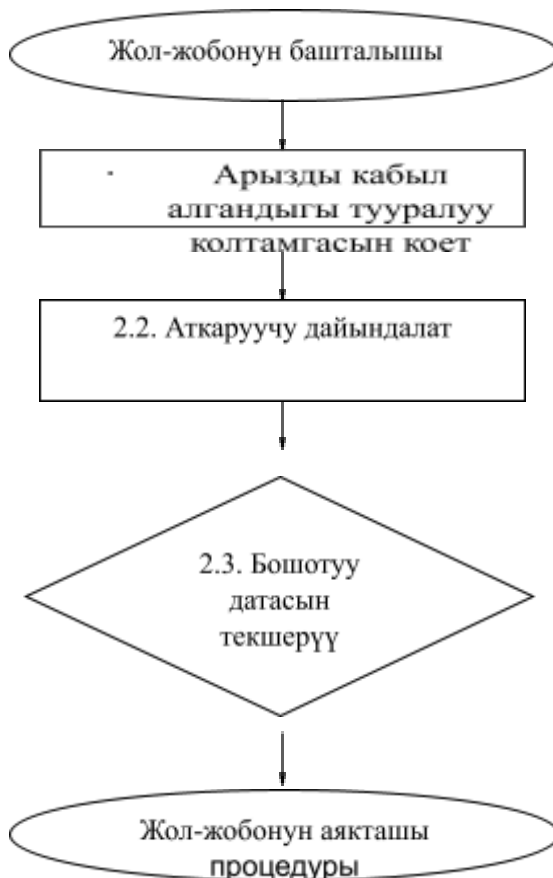 Жол-жобонун башталышы
Арызды кабыл
алгандыгы тууралуу
колтамгасын коет
2.2. Аткаруучу дайындалат
2.3. Бошотуу
датасын
текшерүү
Жол-жобонун аякташы
процедуры